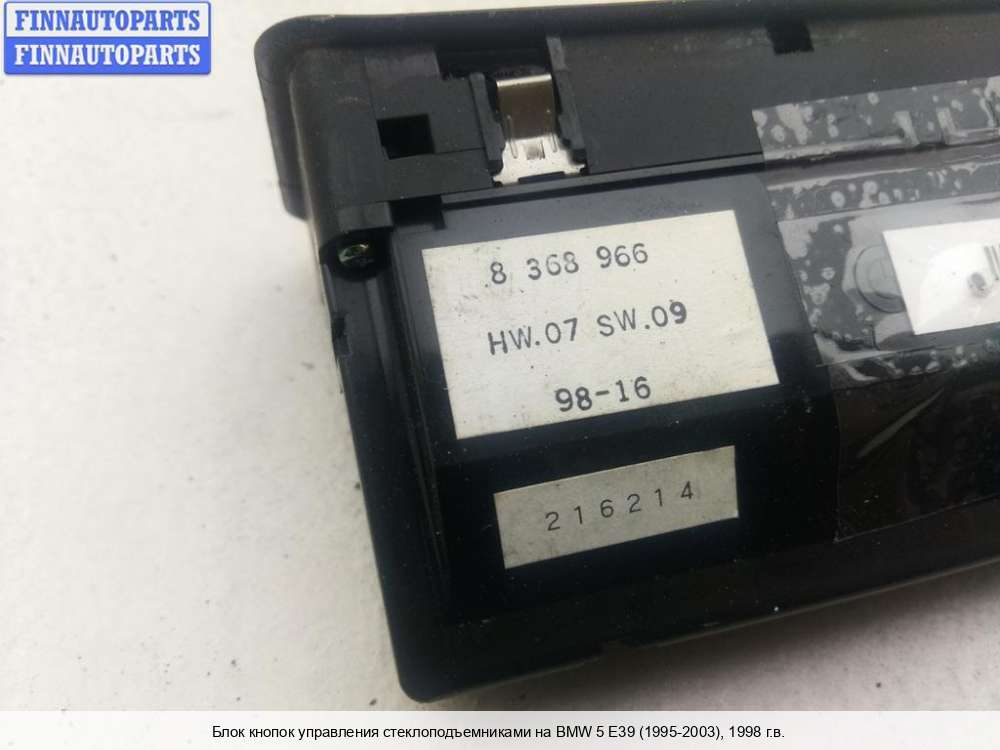 FINNAUTOPARTS
FINNAUTOPARTS
8 368 966
HW.07 SW.09
98-16
216214
Блок кнопок управления стеклоподъемниками на BMW 5 E39 (1995-2003), 1998 г.в.